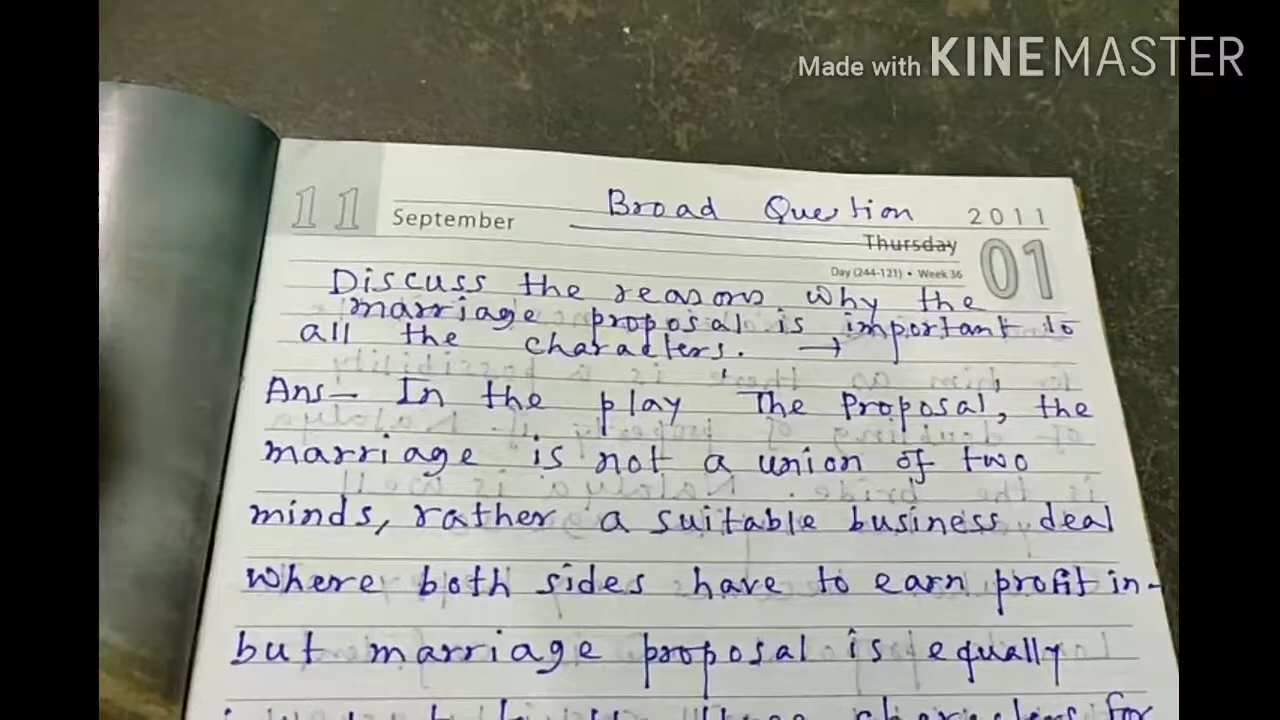 Made with KINEMASTER
11
September
Broad Question
2011
Thursday
01
Day (244-121) • Week 36
Discuss the reasons why the
marriage proposal is important to
all the characters. →
Ans— In the play The Proposal, the
marriage is not a union of two
minds, rather a suitable business deal
where both sides have to earn profit in-
but marriage proposal is equally
characters for